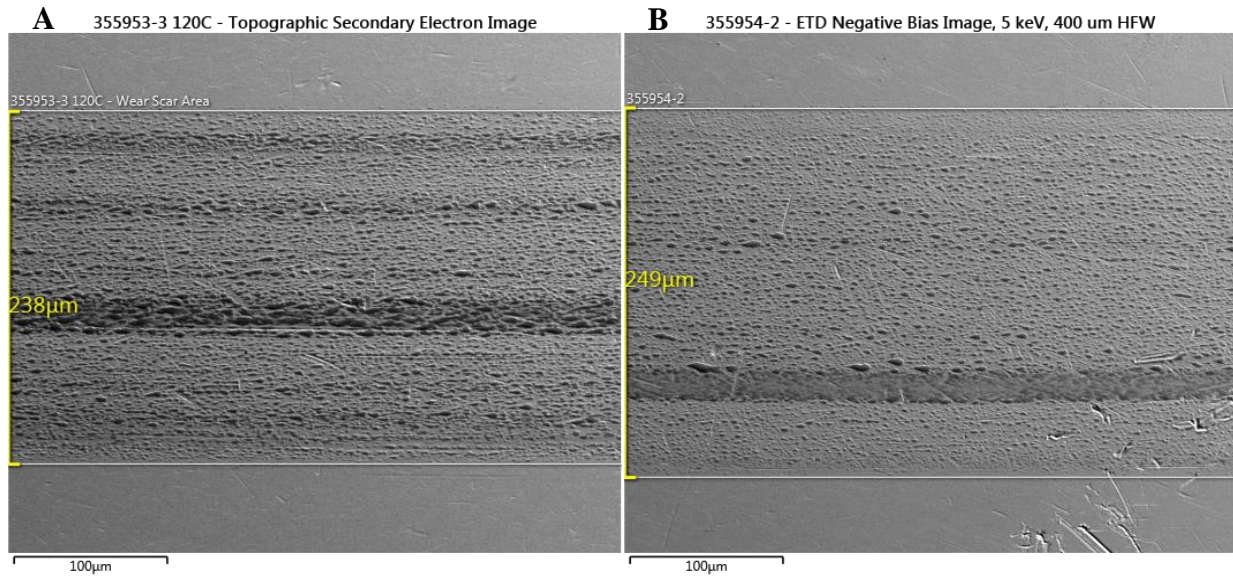 A 355953-3 120C - Topographic Secondary Electron Image
355953-3 120C - Wear Scar Area
238µm
100µm
B 355954-2 - ETD Negative Bias Image, 5 keV, 400 um HFW
355954-2
249µm
100µm